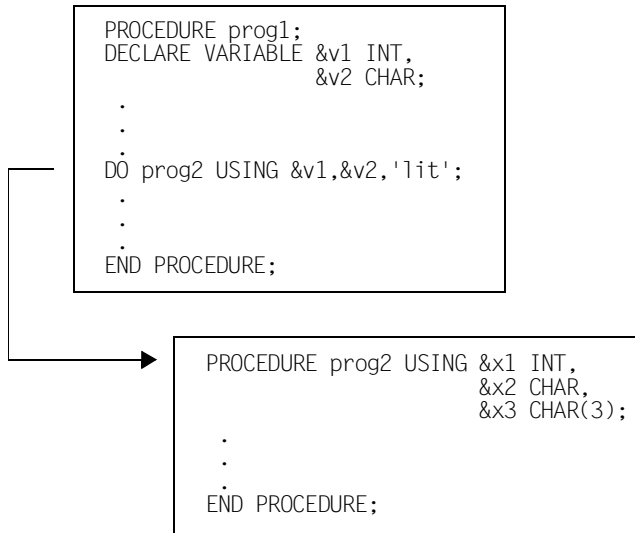 PROCEDURE prog1;
DECLARE VARIABLE &v1 INT,
&v2 CHAR;
.
.
.
DO prog2 USING &v1,&v2,'lit';
.
.
.
END PROCEDURE;
PROCEDURE prog2 USING &x1 INT,
&x2 CHAR,
&x3 CHAR(3);
.
.
.
END PROCEDURE;